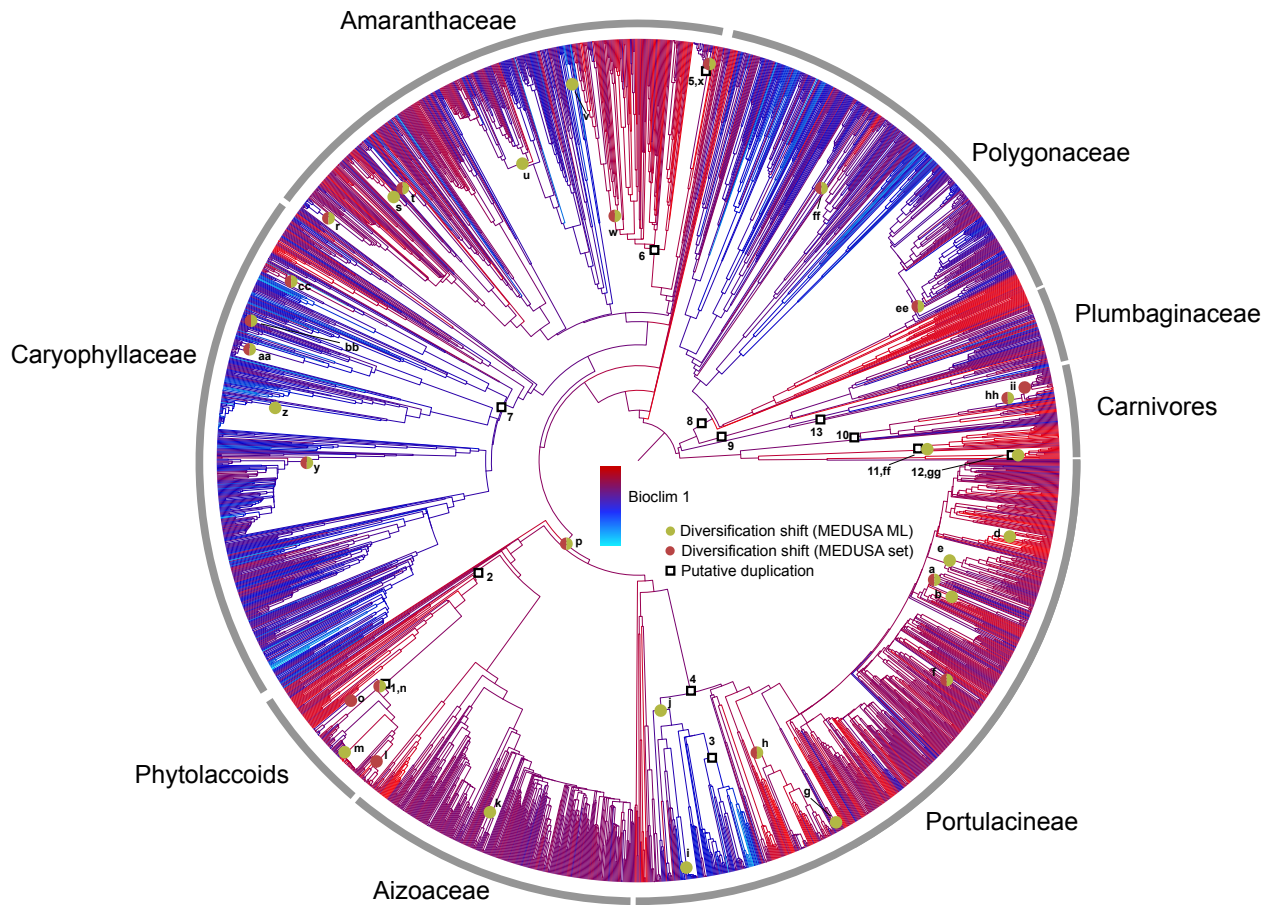 Amaranthaceae
5,x
Polygonaceae
v
u
ff
t
s
r
w
6
cc
ee
Plumbaginaceae
Caryophyllaceae
bb
aa
ii
hh
Carnivores
z
7
8
13
10
9
y
11,ff
12,gg
Bioclim 1
Diversification shift (MEDUSA ML)
Diversification shift (MEDUSA set)
Putative duplication
d
e
p
a
2
b
4
f
1,n
o
j
3
h
m
l
Phytolaccoids
g
k
Portulacineae
i
Aizoaceae